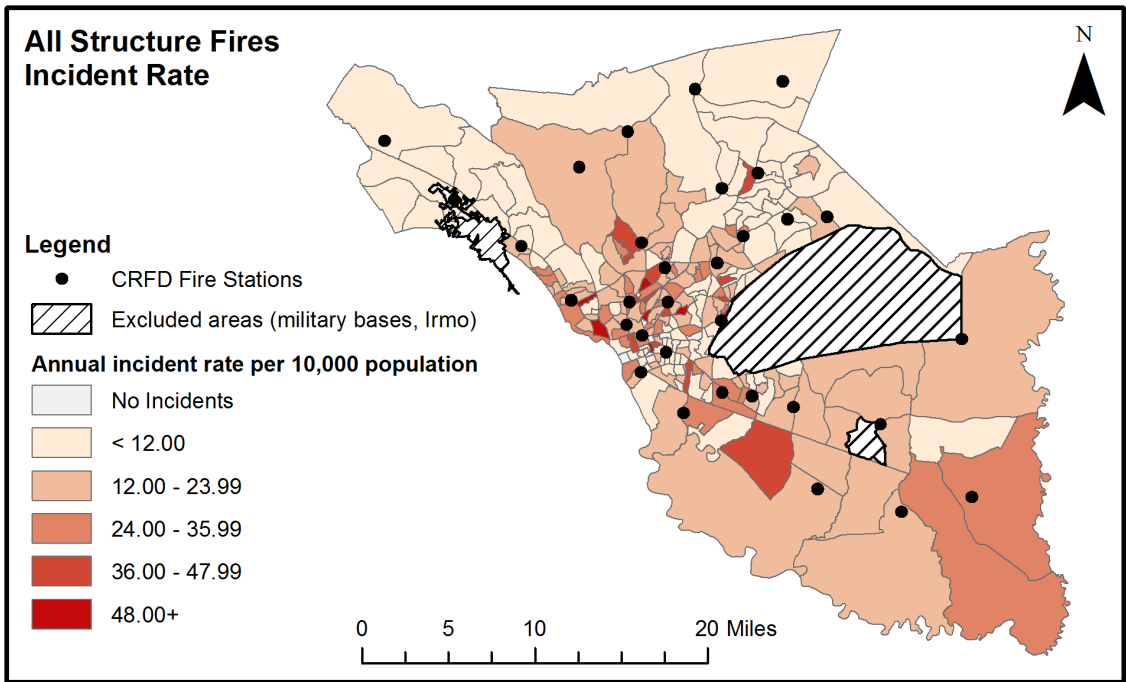 All Structure Fires
Incident Rate
N
Legend
CRFD Fire Stations
Excluded areas (military bases, Irmo)
Annual incident rate per 10,000 population
No Incidents
< 12.00
12.00 - 23.99
24.00 - 35.99
36.00 - 47.99
48.00+
0 5 10 20 Miles